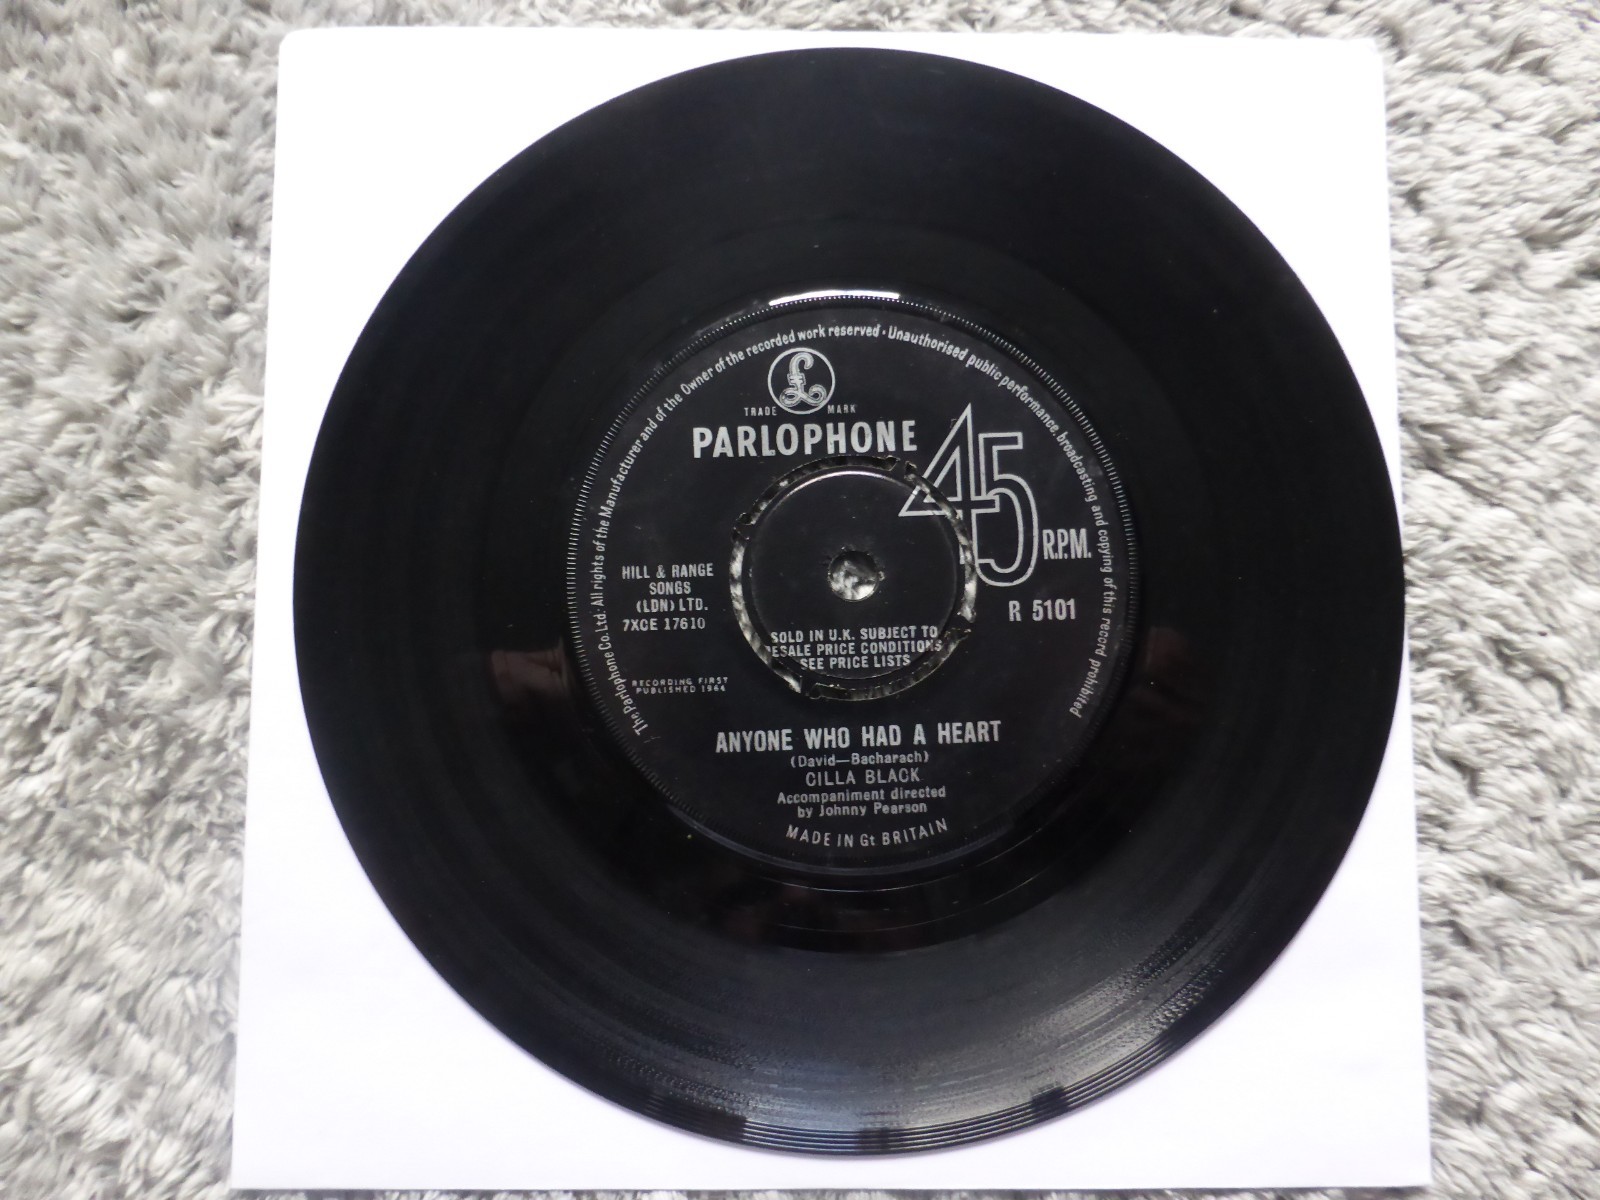 The Parlophone Co. Ltd. All rights of the Manufacturer and of the Owner of the recorded work reserved · Unauthorised public performance, broadcasting and copying of this record prohibited
£
TRADE MARK
PARLOPHONE
45
R.P.M.
HILL & RANGE
SONGS
(LDN) LTD.
7XCE 17610
R 5101
SOLD IN U.K. SUBJECT TO
ESALE PRICE CONDITIONS
SEE PRICE LISTS
RECORDING FIRST
PUBLISHED 1964
ANYONE WHO HAD A HEART
(David—Bacharach)
CILLA BLACK
Accompaniment directed
by Johnny Pearson
MADE IN Gt BRITAIN